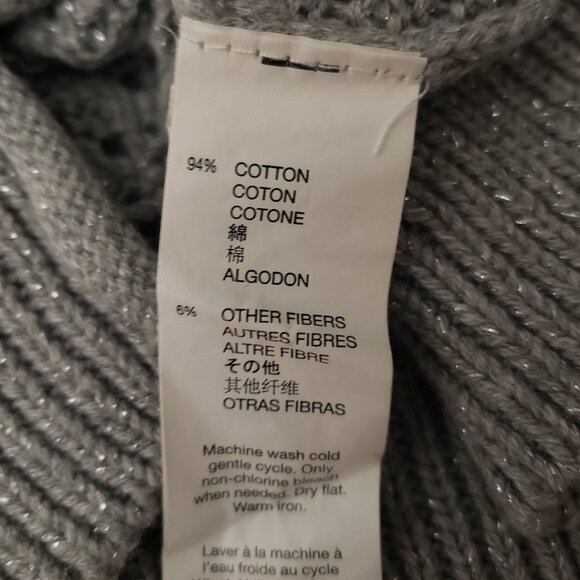 94% COTTON
COTON
COTONE
綿
棉
ALGODON
6% OTHER FIBERS
AUTRES FIBRES
ALTRE FIBRE
その他
其他纤维
OTRAS FIBRAS
Machine wash cold
gentle cycle. Only
non-chlorine bleach
when needed. Dry flat.
Warm iron.
Laver à la machine à
l'eau froide au cycle